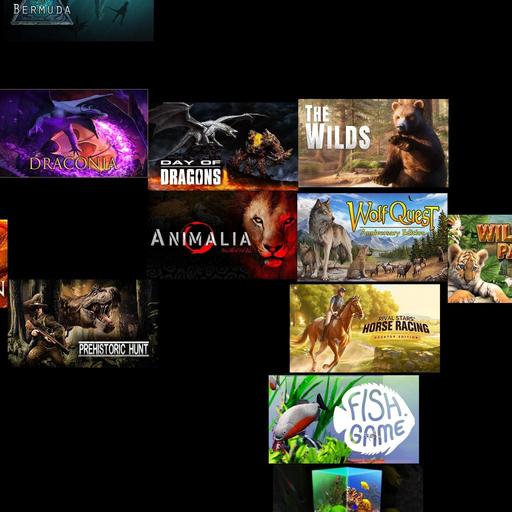 BERMUDA
DRACONIA
DAY OF
DRAGONS
THE
WILDS
ANIMALIA
SURVIVAL
WolfQuest
Anniversary Edition
WIL
PA
N
PREHISTORIC HUNT
RIVAL STARS
HORSE RACING
DESKTOP EDITION
FISH
GAME